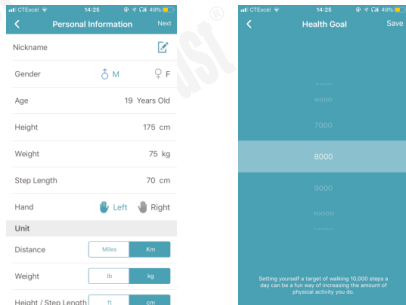 CTExcel 14:25 49%
Personal Information Next
Nickname
Gender M F
Age 19 Years Old
Height 175 cm
Weight 75 kg
Step Length 70 cm
Hand Left Right
Unit
Distance Miles Km
Weight lb kg
Height / Step Length ft cm
CTExcel 14:25 49%
Health Goal Save
6000
7000
8000
9000
10000
Setting yourself a target of walking 10,000 steps a
day can be a fun way of increasing the amount of
physical activity you do.